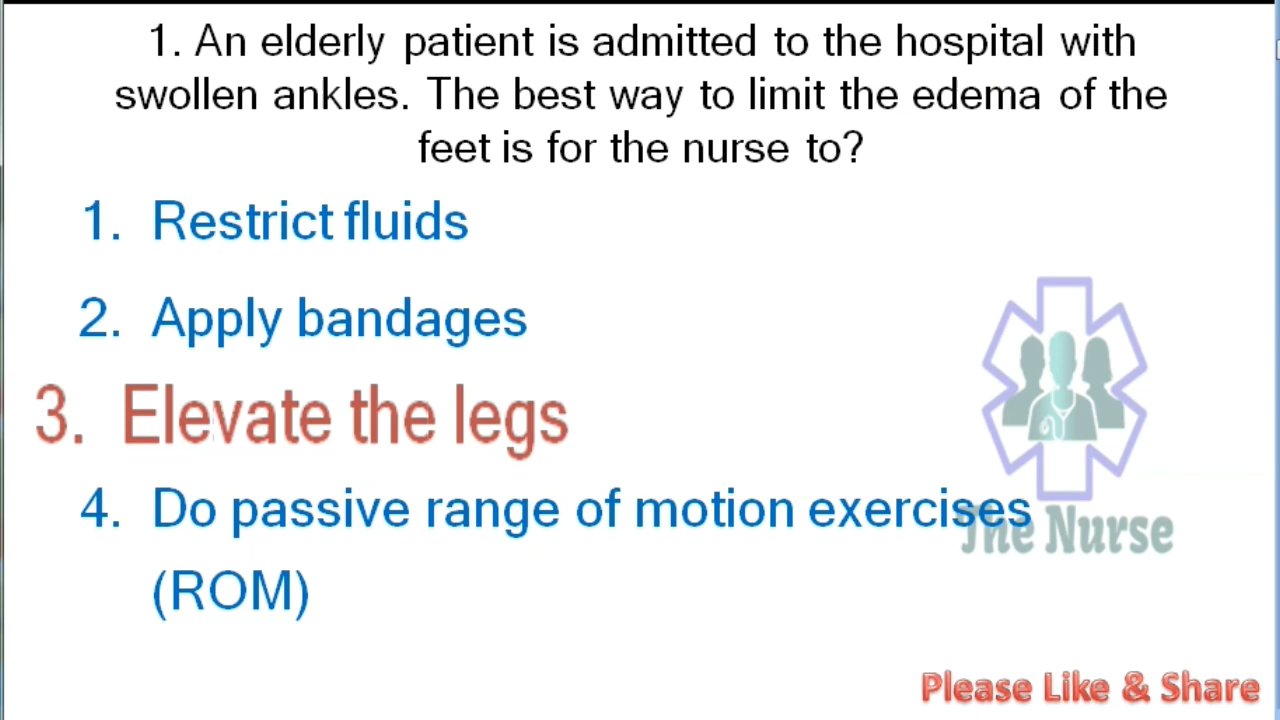 1. An elderly patient is admitted to the hospital with
swollen ankles. The best way to limit the edema of the
feet is for the nurse to?
1. Restrict fluids
2. Apply bandages
3. Elevate the legs
4. Do passive range of motion exercises
(ROM)
The Nurse
Please Like & Share